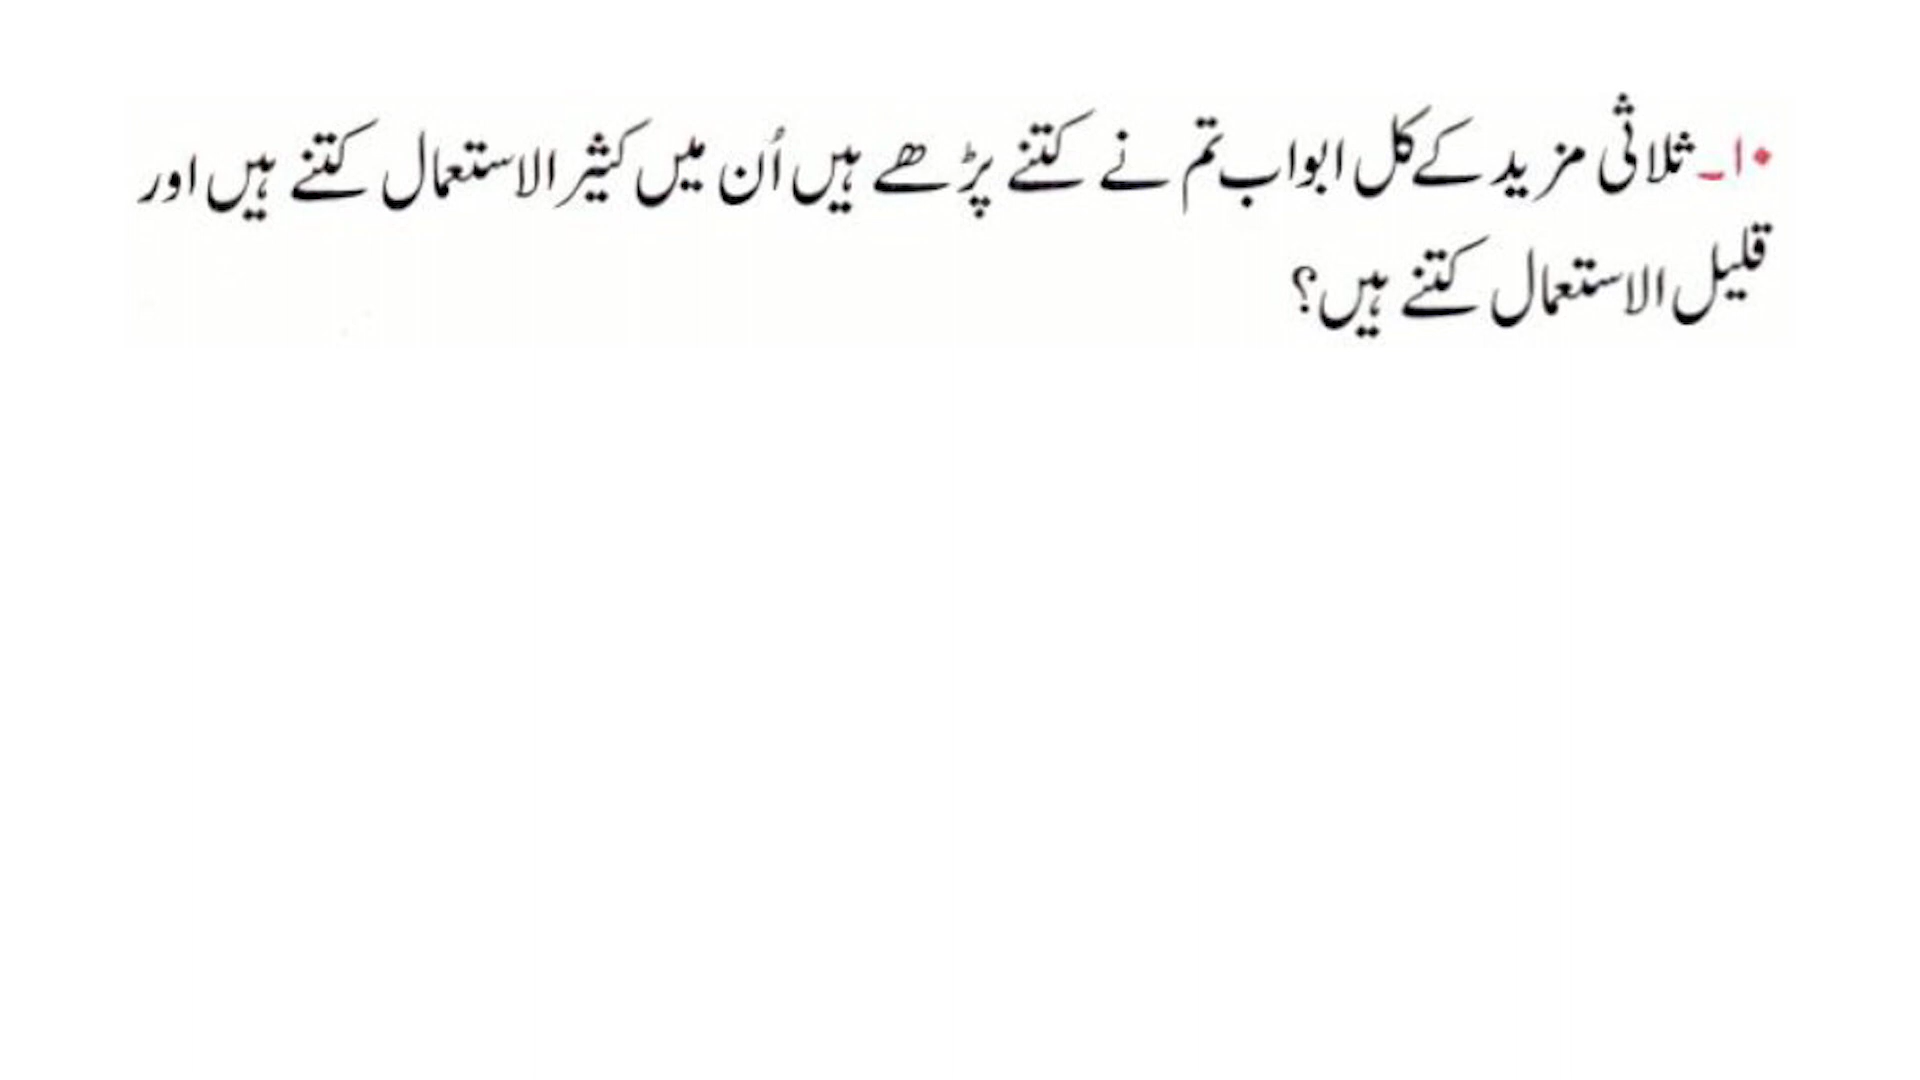 ۱۰۔ ثلاثی مزید کے کل ابواب تم نے کتنے پڑھے ہیں اُن میں کثیر الاستعمال کتنے ہیں اور
قلیل الاستعمال کتنے ہیں؟